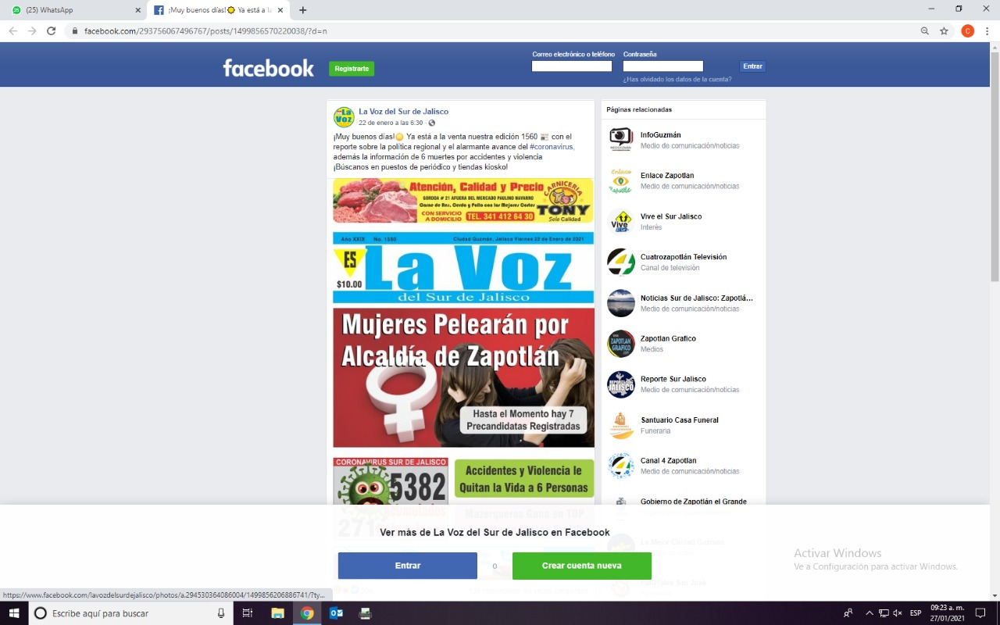 (25) WhatsApp
¡Muy buenos días!🌞 Ya está a la
facebook.com/293756067496767/posts/1499856570220038/?d=n
C
facebook
Registrarte
Correo electrónico o teléfono
Contraseña
Entrar
¿Has olvidado los datos de la cuenta?
La Voz del Sur de Jalisco
22 de enero a las 6:30 ·
¡Muy buenos días!🌞 Ya está a la venta nuestra edición 1560 📰 con el
reporte sobre la política regional y el alarmante avance del #coronavirus,
además la información de 6 muertes por accidentes y violencia
¡Búscanos en puestos de periódico y tiendas kiosko!
Atención, Calidad y Precio
GORDOA # 21 AFUERA DEL MERCADO PAULINO NAVARRO
Carne de Res, Cerdo y Pollo con los Mejores Cortes
CON SERVICIO
A DOMICILIO
TEL. 341 412 64 30
CARNICERIA
TONY
Solo Calidad
Año XXIX No. 1560
Ciudad Guzmán, Jalisco Viernes 22 de Enero de 2021
ES
$10.00
La Voz
del Sur de Jalisco
Mujeres Pelearán por
Alcaldía de Zapotlán
Hasta el Momento hay 7
Precandidatas Registradas
CORONAVIRUS SUR DE JALISCO
5382
Acumulados
271
Accidentes y Violencia le
Quitan la Vida a 6 Personas
Páginas relacionadas
InfoGuzmán
Medio de comunicación/noticias
Enlace Zapotlan
Medio de comunicación/noticias
Vive el Sur Jalisco
Interés
Cuatrozapotlán Televisión
Canal de televisión
Noticias Sur de Jalisco: Zapotlá...
Medio de comunicación/noticias
Zapotlan Grafico
Medios
Reporte Sur Jalisco
Medio de comunicación/noticias
Santuario Casa Funeral
Funeraria
Canal 4 Zapotlan
Medio de comunicación/noticias
Gobierno de Zapotlán el Grande
Ver más de La Voz del Sur de Jalisco en Facebook
Entrar
o
Crear cuenta nueva
Activar Windows
Ve a Configuración para activar Windows.
https://www.facebook.com/lavozdelsurdejalisco/photos/a.294530364086004/1499856206886741/?ty...
Escribe aquí para buscar
ESP
09:23 a. m.
27/01/2021